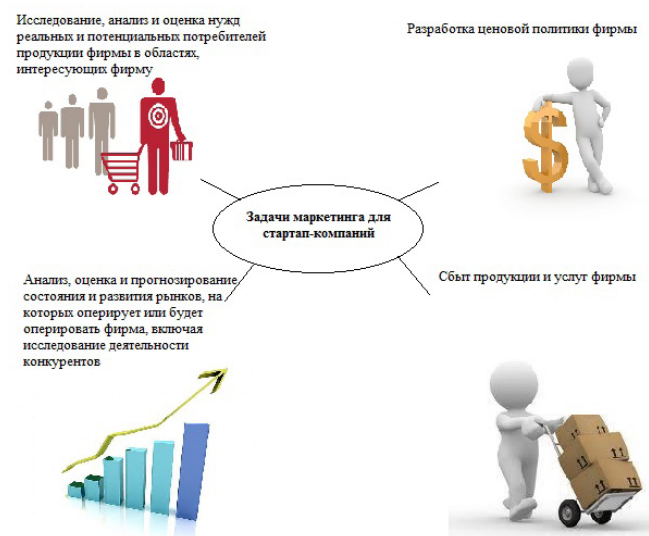 Исследование, анализ и оценка нужд
реальных и потенциальных потребителей
продукции фирмы в областях,
интересующих фирму
Разработка ценовой политики фирмы
Задачи маркетинга для
стартап-компаний
Анализ, оценка и прогнозирование
состояния и развития рынков, на
которых оперирует или будет
оперировать фирма, включая
исследование деятельности
конкурентов
Сбыт продукции и услуг фирмы